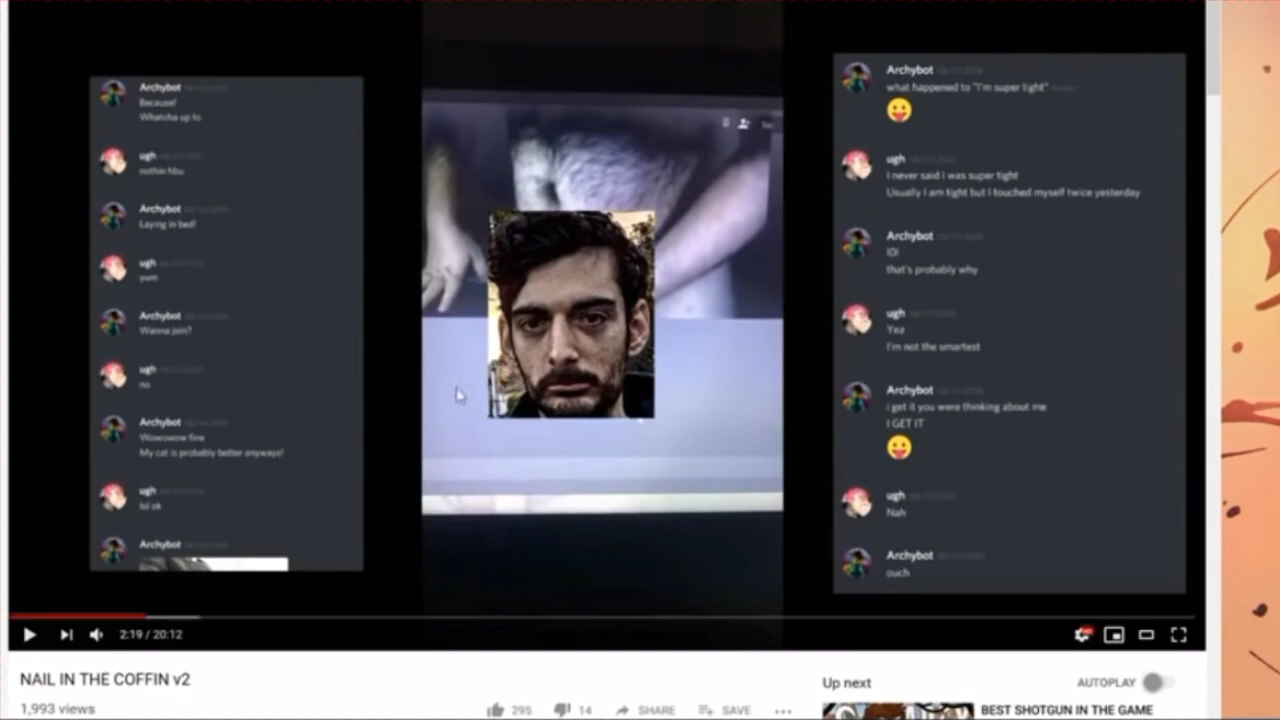 Archybot
Because!
Whatcha up to
ugh
nothin hbu
Archybot
Laying in bed!
ugh
yum
Archybot
Wanna join?
ugh
no
Archybot
Wowowow fine
My cat is probably better anyways!
ugh
lol ok
Archybot
Archybot
what happened to "I'm super tight"
ugh
I never said I was super tight
Usually I am tight but I touched myself twice yesterday
Archybot
lOl
that's probably why
ugh
Yea
I'm not the smartest
Archybot
i get it you were thinking about me
I GET IT
ugh
Nah
Archybot
ouch
2:19 / 20:12
NAIL IN THE COFFIN v2
1,993 views
295
14
SHARE
SAVE
Up next
AUTOPLAY
BEST SHOTGUN IN THE GAME